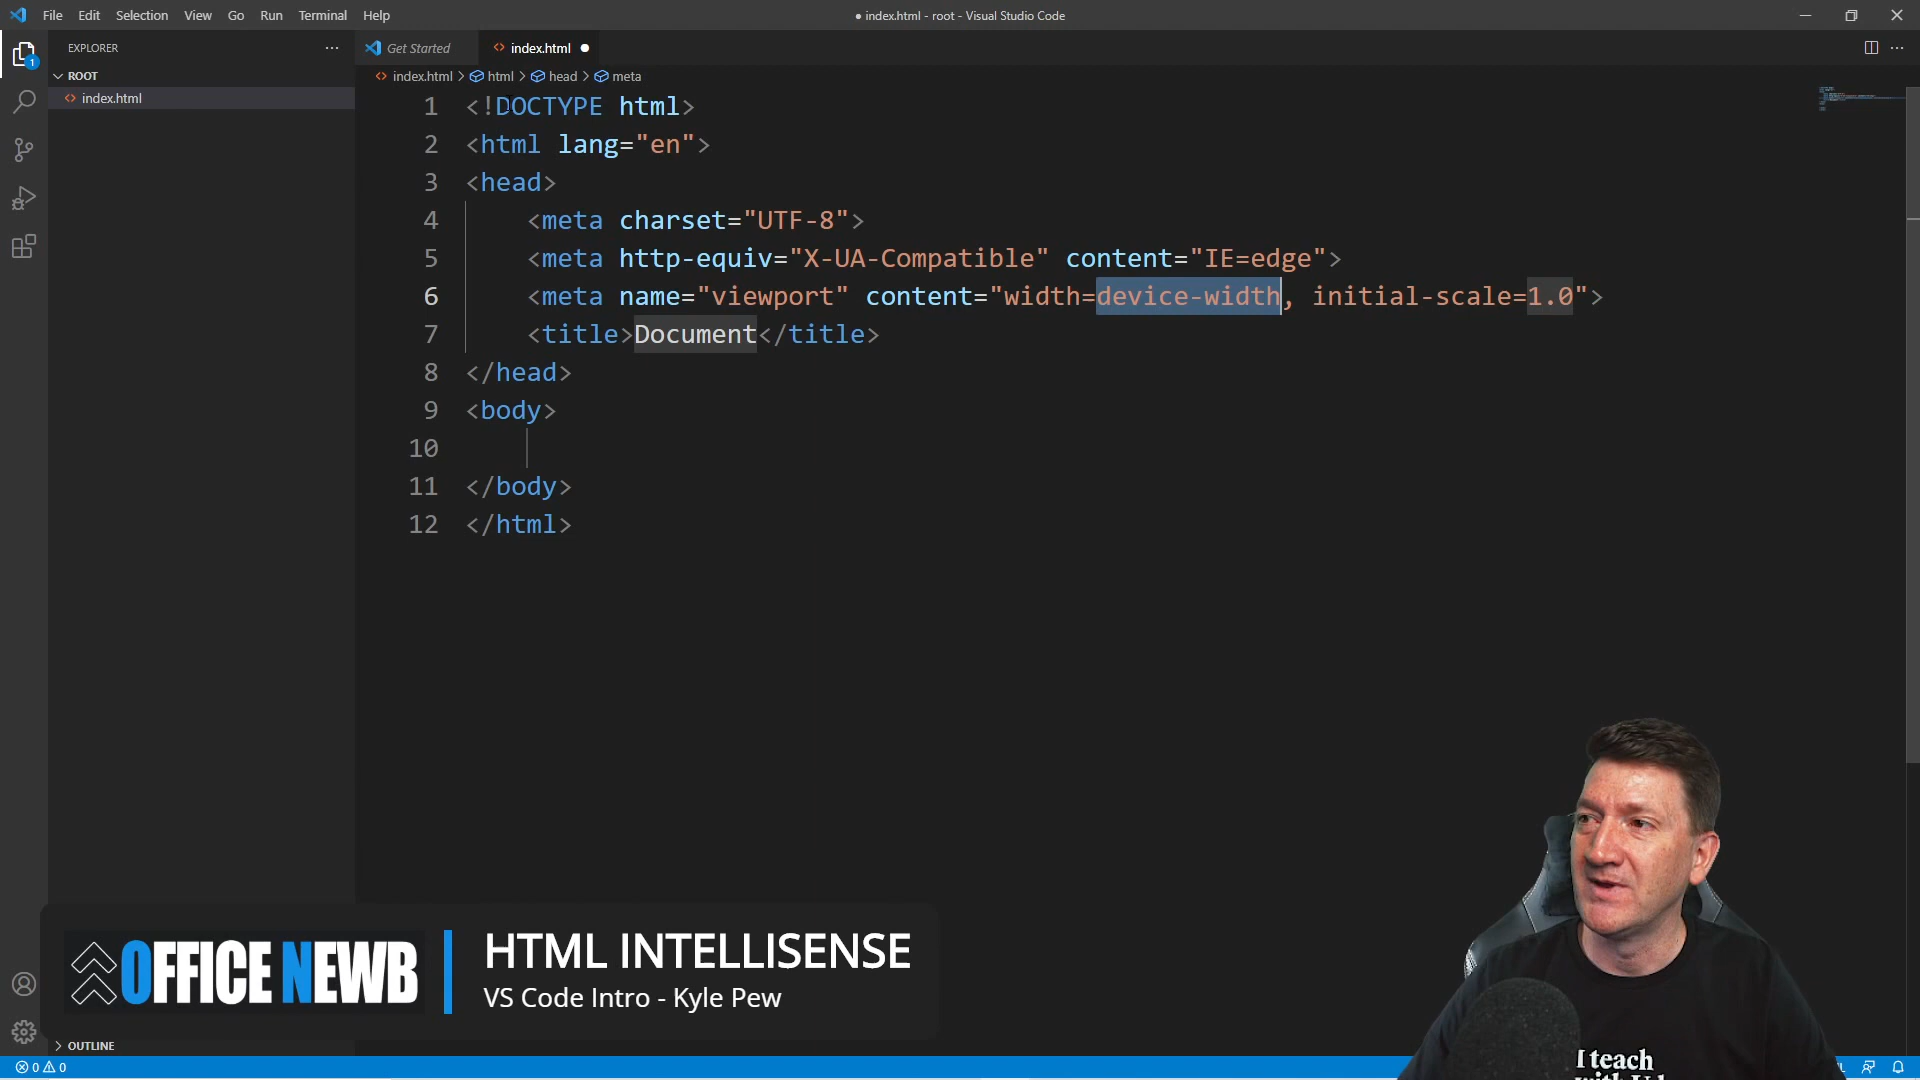 File Edit Selection View Go Run Terminal Help
● index.html - root - Visual Studio Code
EXPLORER
Get Started
index.html
1
ROOT
index.html > html > head > meta
index.html
1 <!DOCTYPE html>
2 <html lang="en">
3 <head>
4 <meta charset="UTF-8">
5 <meta http-equiv="X-UA-Compatible" content="IE=edge">
6 <meta name="viewport" content="width=device-width, initial-scale=1.0">
7 <title>Document</title>
8 </head>
9 <body>
10
11 </body>
12 </html>
OFFICE NEWB
HTML INTELLISENSE
VS Code Intro - Kyle Pew
OUTLINE
0 0
I teach